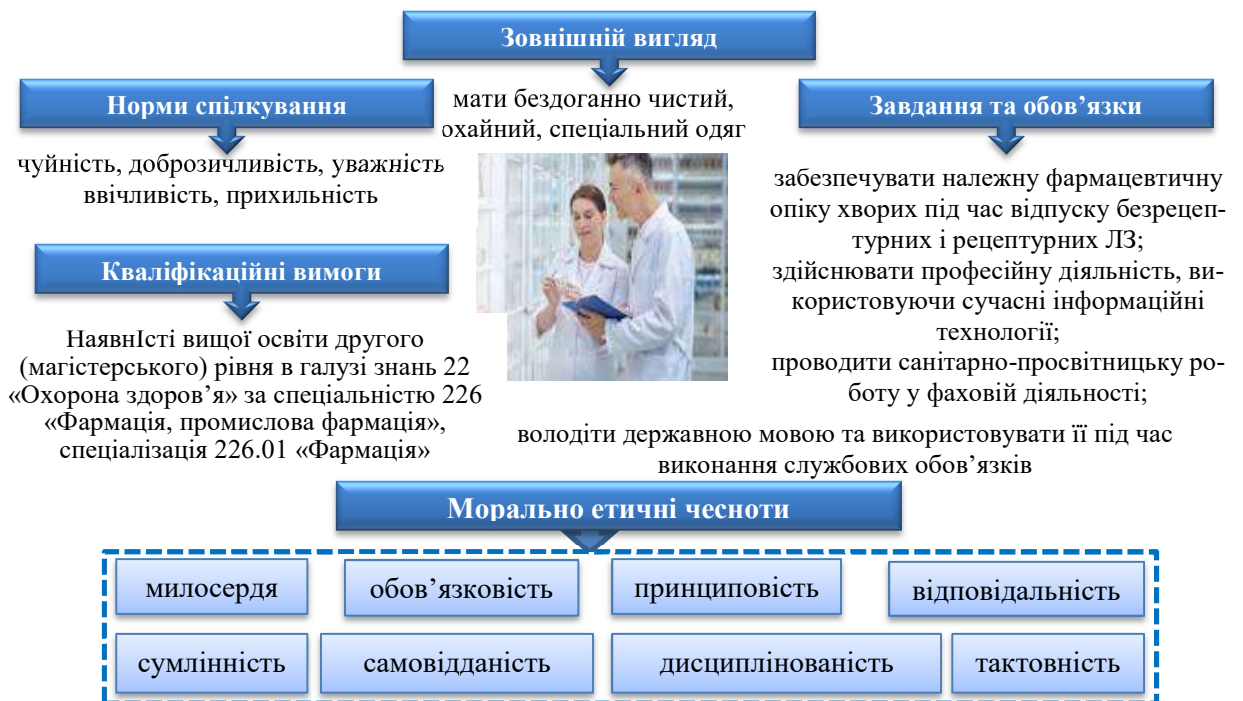 Зовнішній вигляд
мати бездоганно чистий,
охайний, спеціальний одяг
Норми спілкування
чуйність, доброзичливість, уважність
ввічливість, прихильність
Кваліфікаційні вимоги
НаявнІсті вищої освіти другого
(магістерського) рівня в галузі знань 22
«Охорона здоров’я» за спеціальністю 226
«Фармація, промислова фармація»,
спеціалізація 226.01 «Фармація»
Завдання та обов’язки
забезпечувати належну фармацевтичну
опіку хворих під час відпуску безрецеп-
турних і рецептурних ЛЗ;
здійснювати професійну діяльність, ви-
користовуючи сучасні інформаційні
технології;
проводити санітарно-просвітницьку ро-
боту у фаховій діяльності;
володіти державною мовою та використовувати її під час
виконання службових обов’язків
Морально етичні чесноти
милосердя
обов’язковість
принциповість
відповідальність
сумлінність
самовідданість
дисциплінованість
тактовність